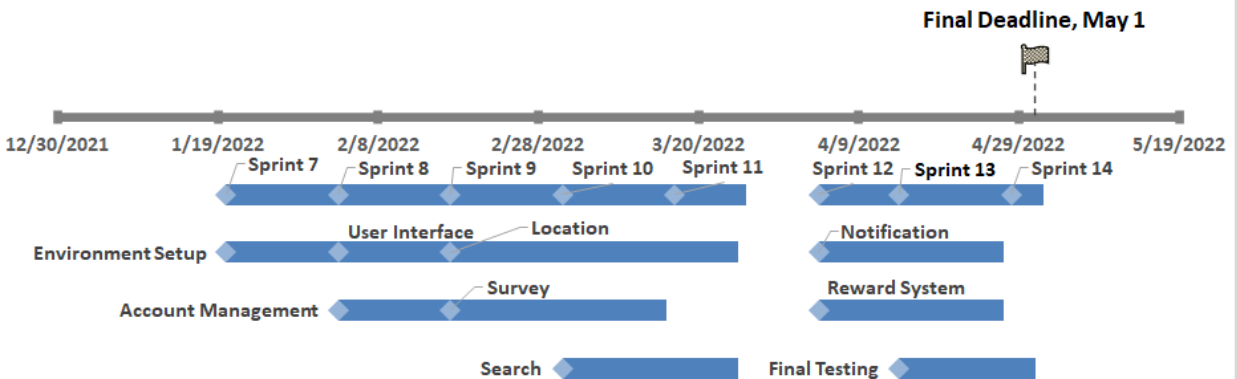 Final Deadline, May 1
12/30/2021 1/19/2022 2/8/2022 2/28/2022 3/20/2022 4/9/2022 4/29/2022 5/19/2022
Sprint 7 Sprint 8 Sprint 9 Sprint 10 Sprint 11 Sprint 12 Sprint 13 Sprint 14
Environment Setup User Interface Location Notification
Account Management Survey Reward System
Search Final Testing